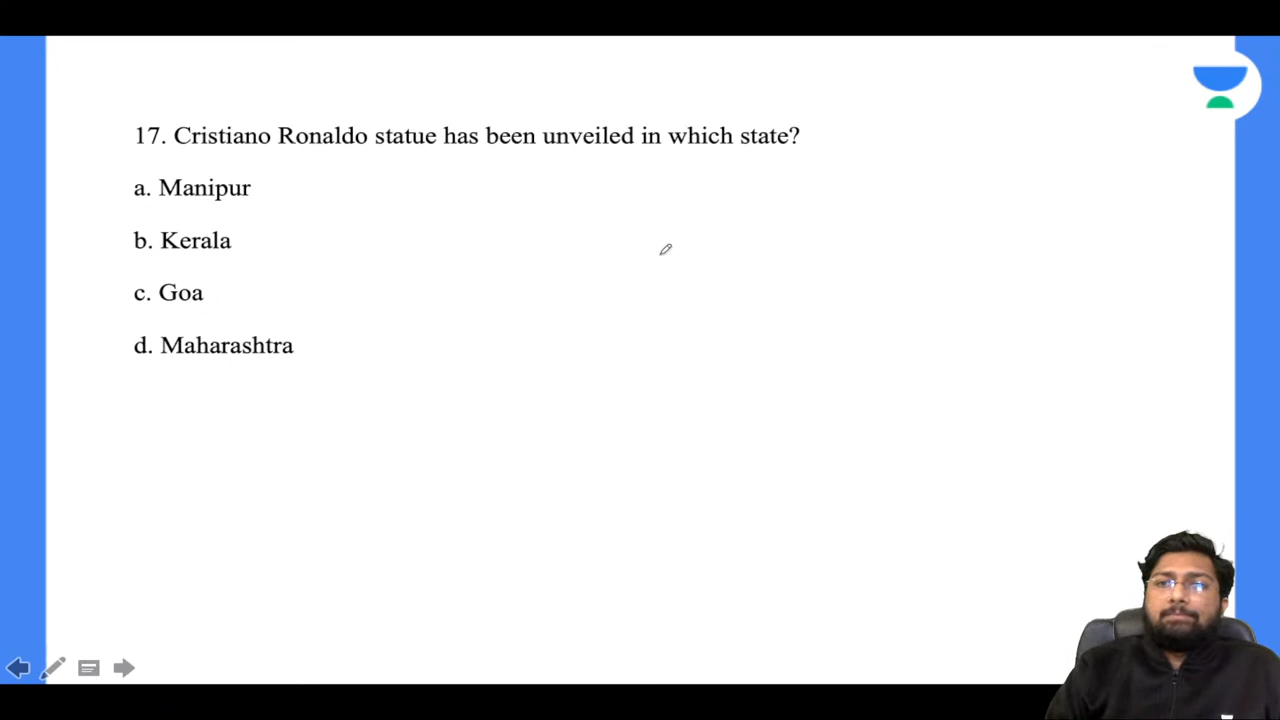 17. Cristiano Ronaldo statue has been unveiled in which state?
a. Manipur
b. Kerala
c. Goa
d. Maharashtra